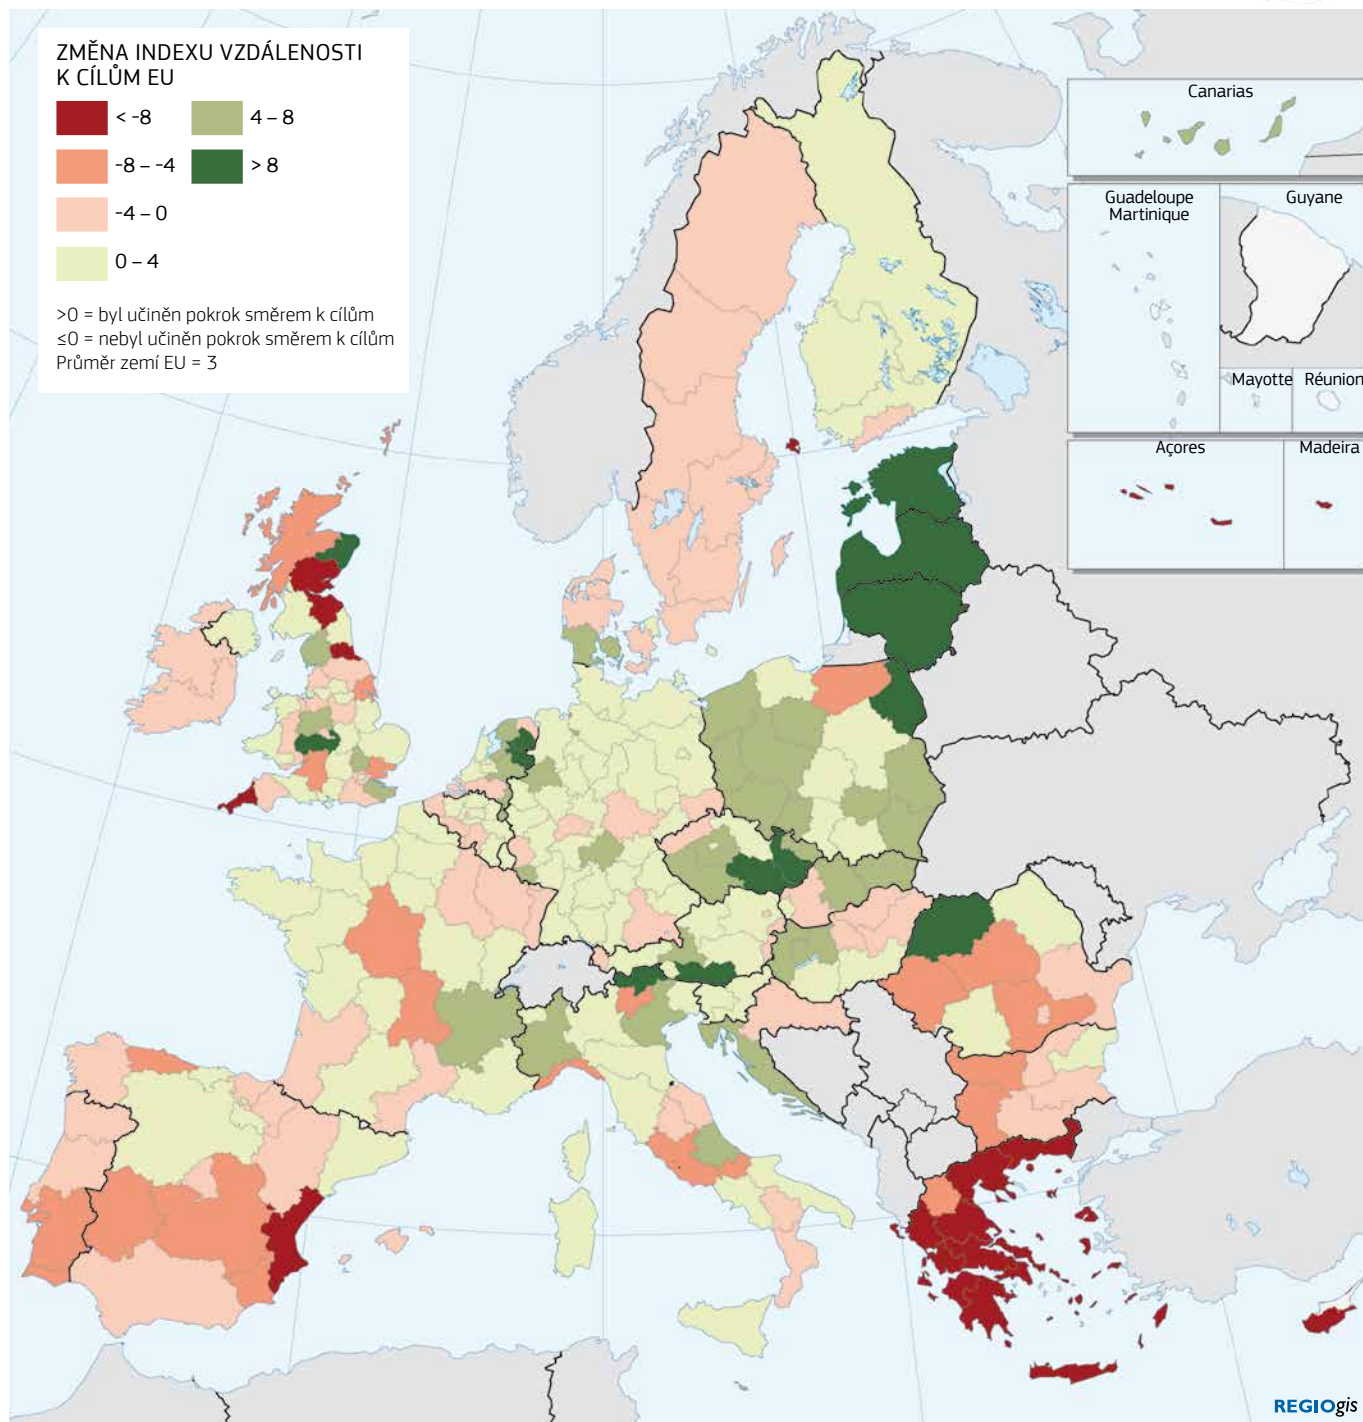 ZMĚNA INDEXU VZDÁLENOSTI
K CÍLŮM EU
< -8
4 – 8
-8 – -4
> 8
-4 – 0
0 – 4
>0 = byl učiněn pokrok směrem k cílům
≤0 = nebyl učiněn pokrok směrem k cílům
Průměr zemí EU = 3
Canarias
Guadeloupe
Martinique
Guyane
Mayotte
Réunion
Açores
Madeira
REGIOgis